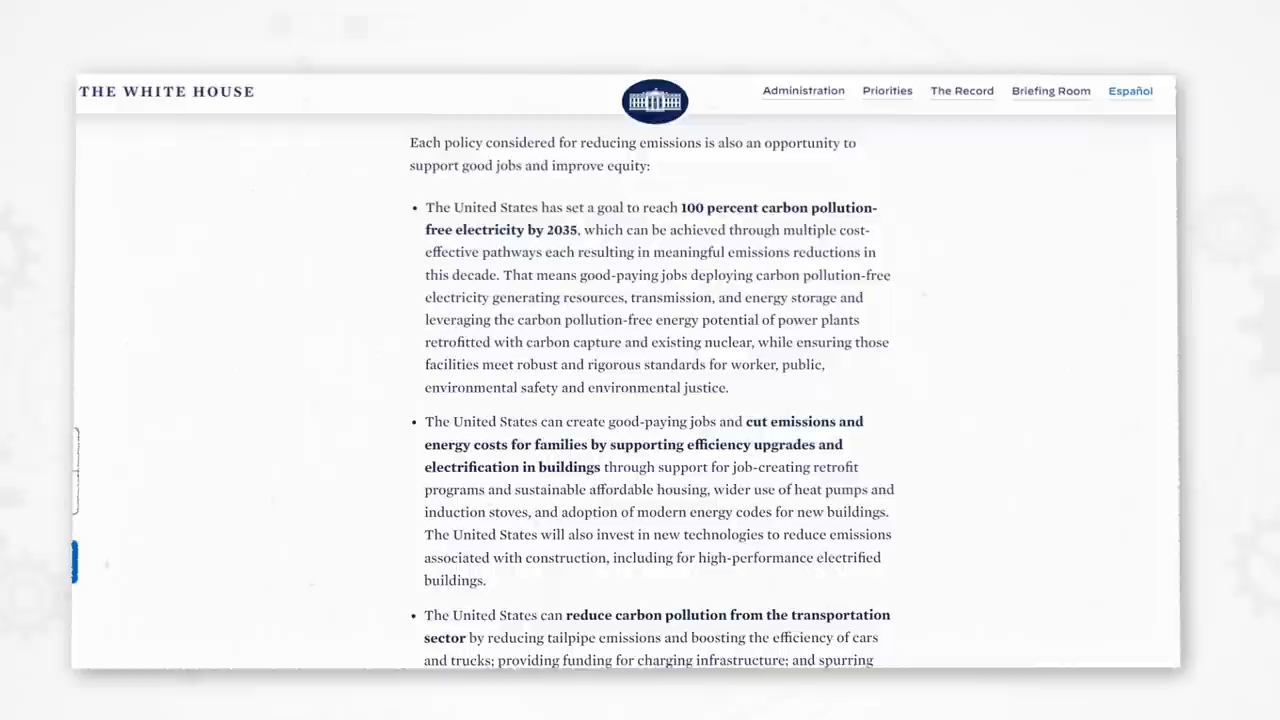 THE WHITE HOUSE
Administration
Priorities
The Record
Briefing Room
Español
Each policy considered for reducing emissions is also an opportunity to
support good jobs and improve equity:
• The United States has set a goal to reach 100 percent carbon pollution-
free electricity by 2035, which can be achieved through multiple cost-
effective pathways each resulting in meaningful emissions reductions in
this decade. That means good-paying jobs deploying carbon pollution-free
electricity generating resources, transmission, and energy storage and
leveraging the carbon pollution-free energy potential of power plants
retrofitted with carbon capture and existing nuclear, while ensuring those
facilities meet robust and rigorous standards for worker, public,
environmental safety and environmental justice.
• The United States can create good-paying jobs and cut emissions and
energy costs for families by supporting efficiency upgrades and
electrification in buildings through support for job-creating retrofit
programs and sustainable affordable housing, wider use of heat pumps and
induction stoves, and adoption of modern energy codes for new buildings.
The United States will also invest in new technologies to reduce emissions
associated with construction, including for high-performance electrified
buildings.
• The United States can reduce carbon pollution from the transportation
sector by reducing tailpipe emissions and boosting the efficiency of cars
and trucks; providing funding for charging infrastructure; and spurring